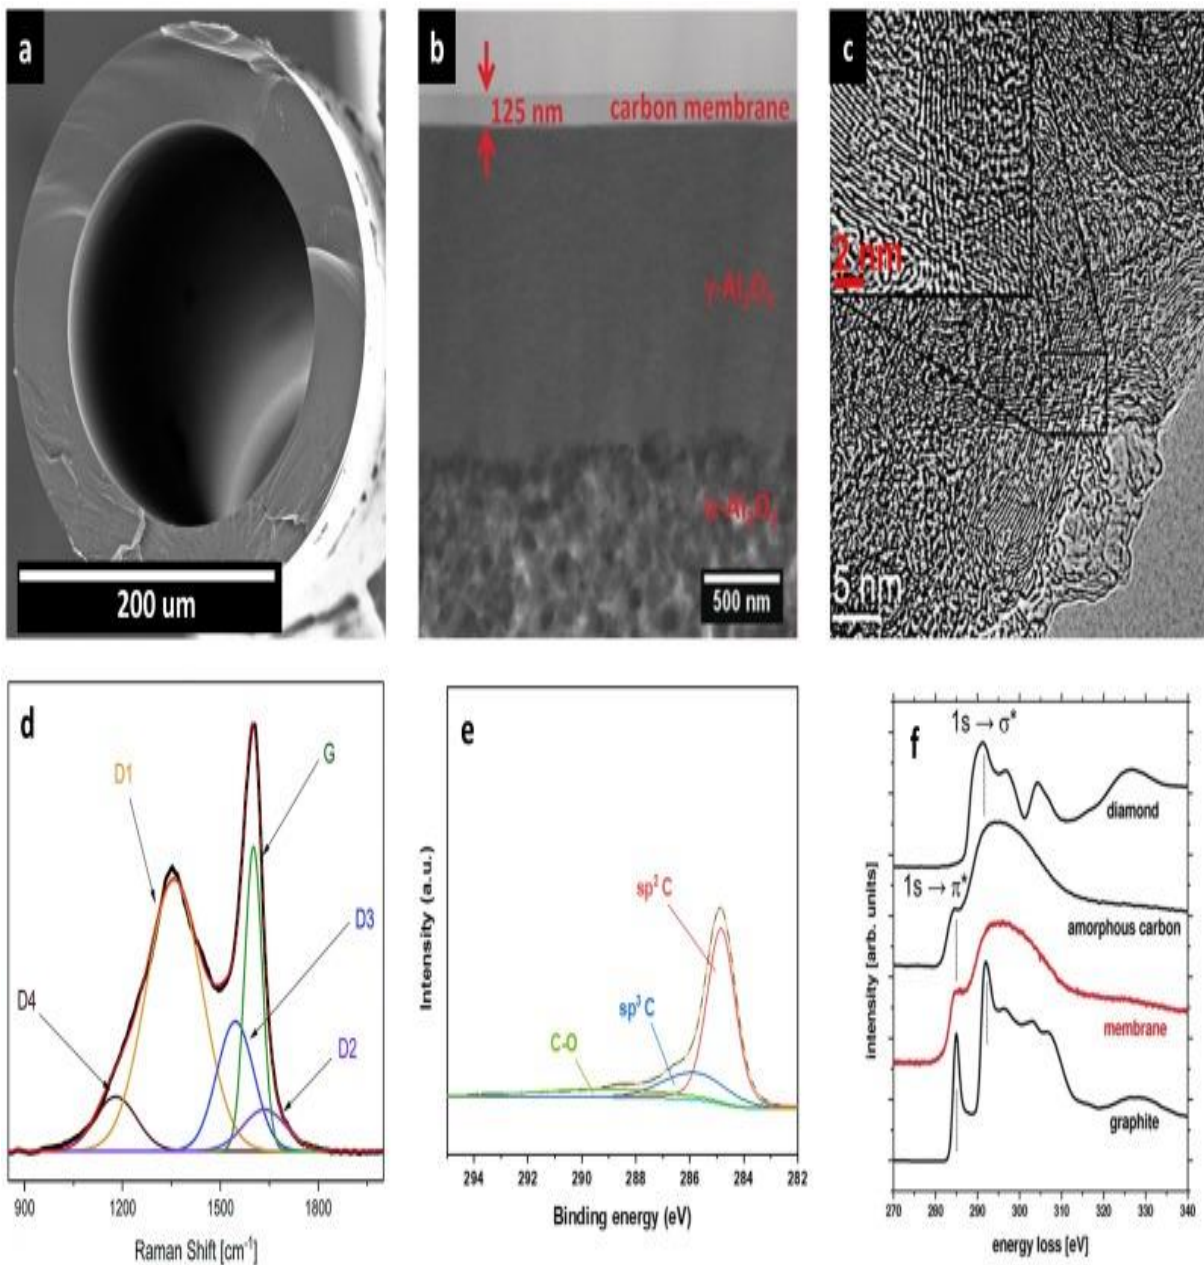 a
200 um
b
125 nm
carbon membrane
γ-Al₂O₃
α-Al₂O₃
500 nm
c
2 nm
5 nm
d
D1
G
D3
D4
D2
900
1200
1500
1800
Raman Shift [cm⁻¹]
e
Intensity (a.u.)
sp² C
sp³ C
C-O
294
292
290
288
286
284
282
Binding energy (eV)
f
1s → σ*
diamond
1s → π*
amorphous carbon
membrane
graphite
intensity [arb. units]
270
280
290
300
310
320
330
340
energy loss [eV]